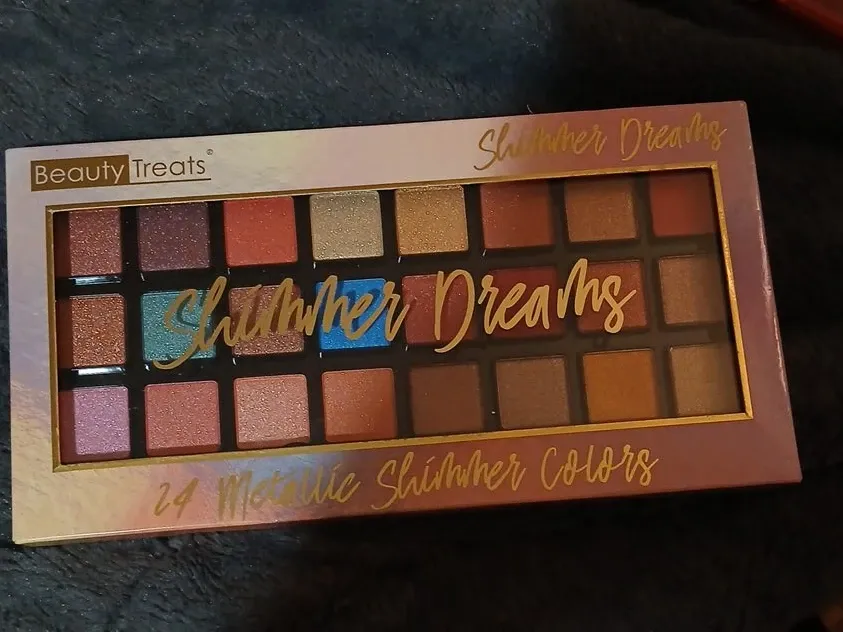 Beauty Treats®
Shimmer Dreams
Shimmer Dreams
24 Metallic Shimmer Colors